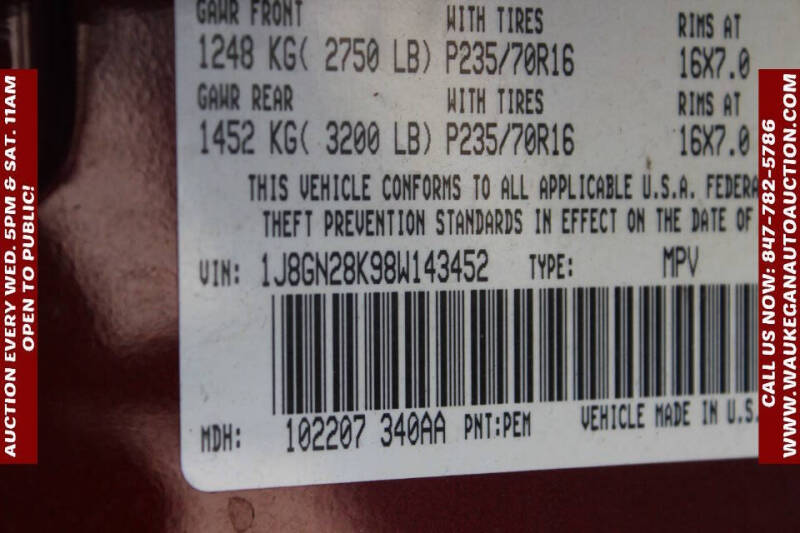 GAWR FRONT WITH TIRES RIMS AT
1248 KG( 2750 LB) P235/70R16 16X7.0
GAWR REAR WITH TIRES RIMS AT
1452 KG( 3200 LB) P235/70R16 16X7.0
THIS VEHICLE CONFORMS TO ALL APPLICABLE U.S.A. FEDERA
THEFT PREVENTION STANDARDS IN EFFECT ON THE DATE OF
VIN: 1J8GN28K98W143452 TYPE: MPV
MDH: 102207 340AA PNT:PEM VEHICLE MADE IN U.S.
AUCTION EVERY WED. 5PM & SAT. 11AM
OPEN TO PUBLIC!
CALL US NOW: 847-782-5786
WWW.WAUKEGANAUTOAUCTION.COM